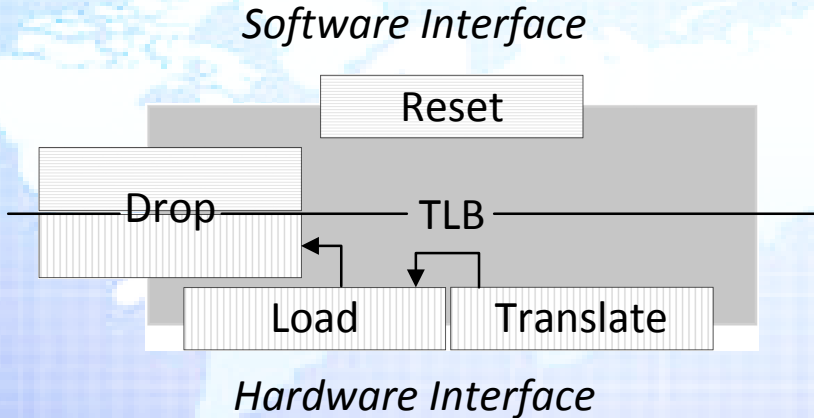 Software Interface
Reset
Drop
TLB
Load
Translate
Hardware Interface